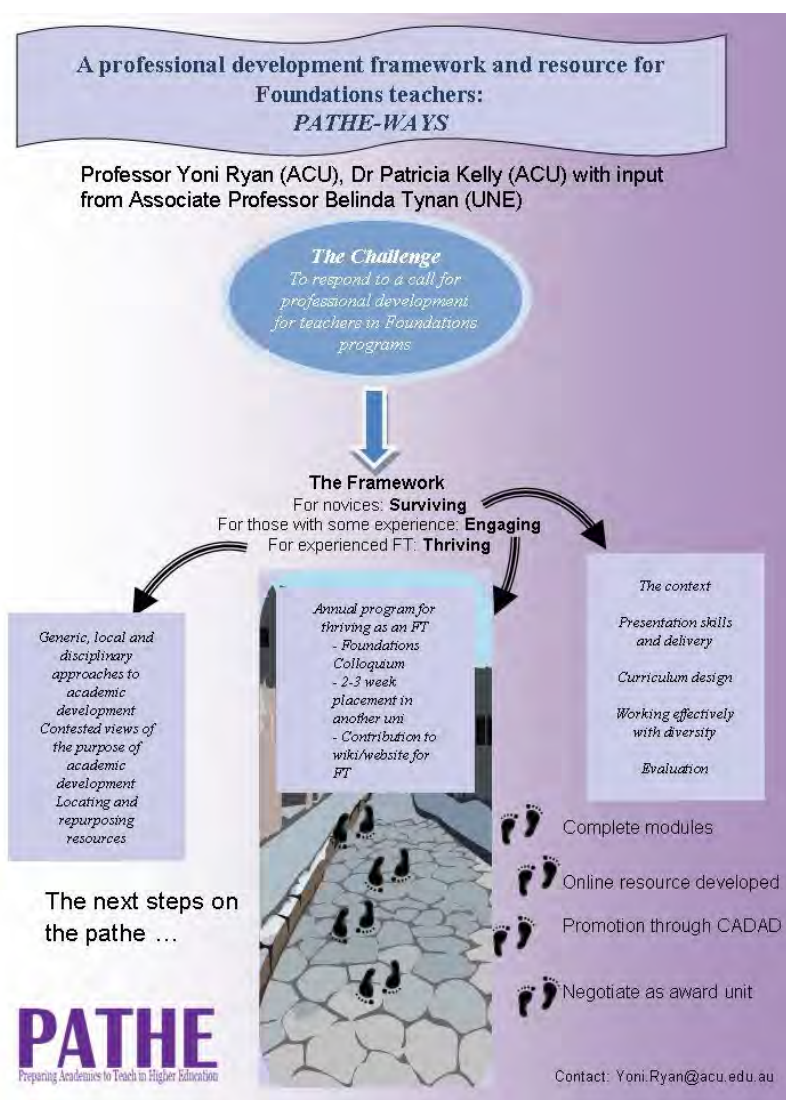 A professional development framework and resource for
Foundations teachers:
PATHE-WAYS
Professor Yoni Ryan (ACU), Dr Patricia Kelly (ACU) with input
from Associate Professor Belinda Tynan (UNE)
The Challenge
To respond to a call for
professional development
for teachers in Foundations
programs
The Framework
For novices: Surviving
For those with some experience: Engaging
For experienced FT: Thriving
Generic, local and
disciplinary
approaches to
academic
development
Contested views of
the purpose of
academic
development
Locating and
repurposing
resources
Annual program for
thriving as an FT
- Foundations
Colloquium
- 2-3 week
placement in
another uni
- Contribution to
wiki/website for
FT
The context
Presentation skills
and delivery
Curriculum design
Working effectively
with diversity
Evaluation
The next steps on
the pathe ...
Complete modules
Online resource developed
Promotion through CADAD
Negotiate as award unit
PATHE
Preparing Academics to Teach in Higher Education
Contact: Yoni.Ryan@acu.edu.au